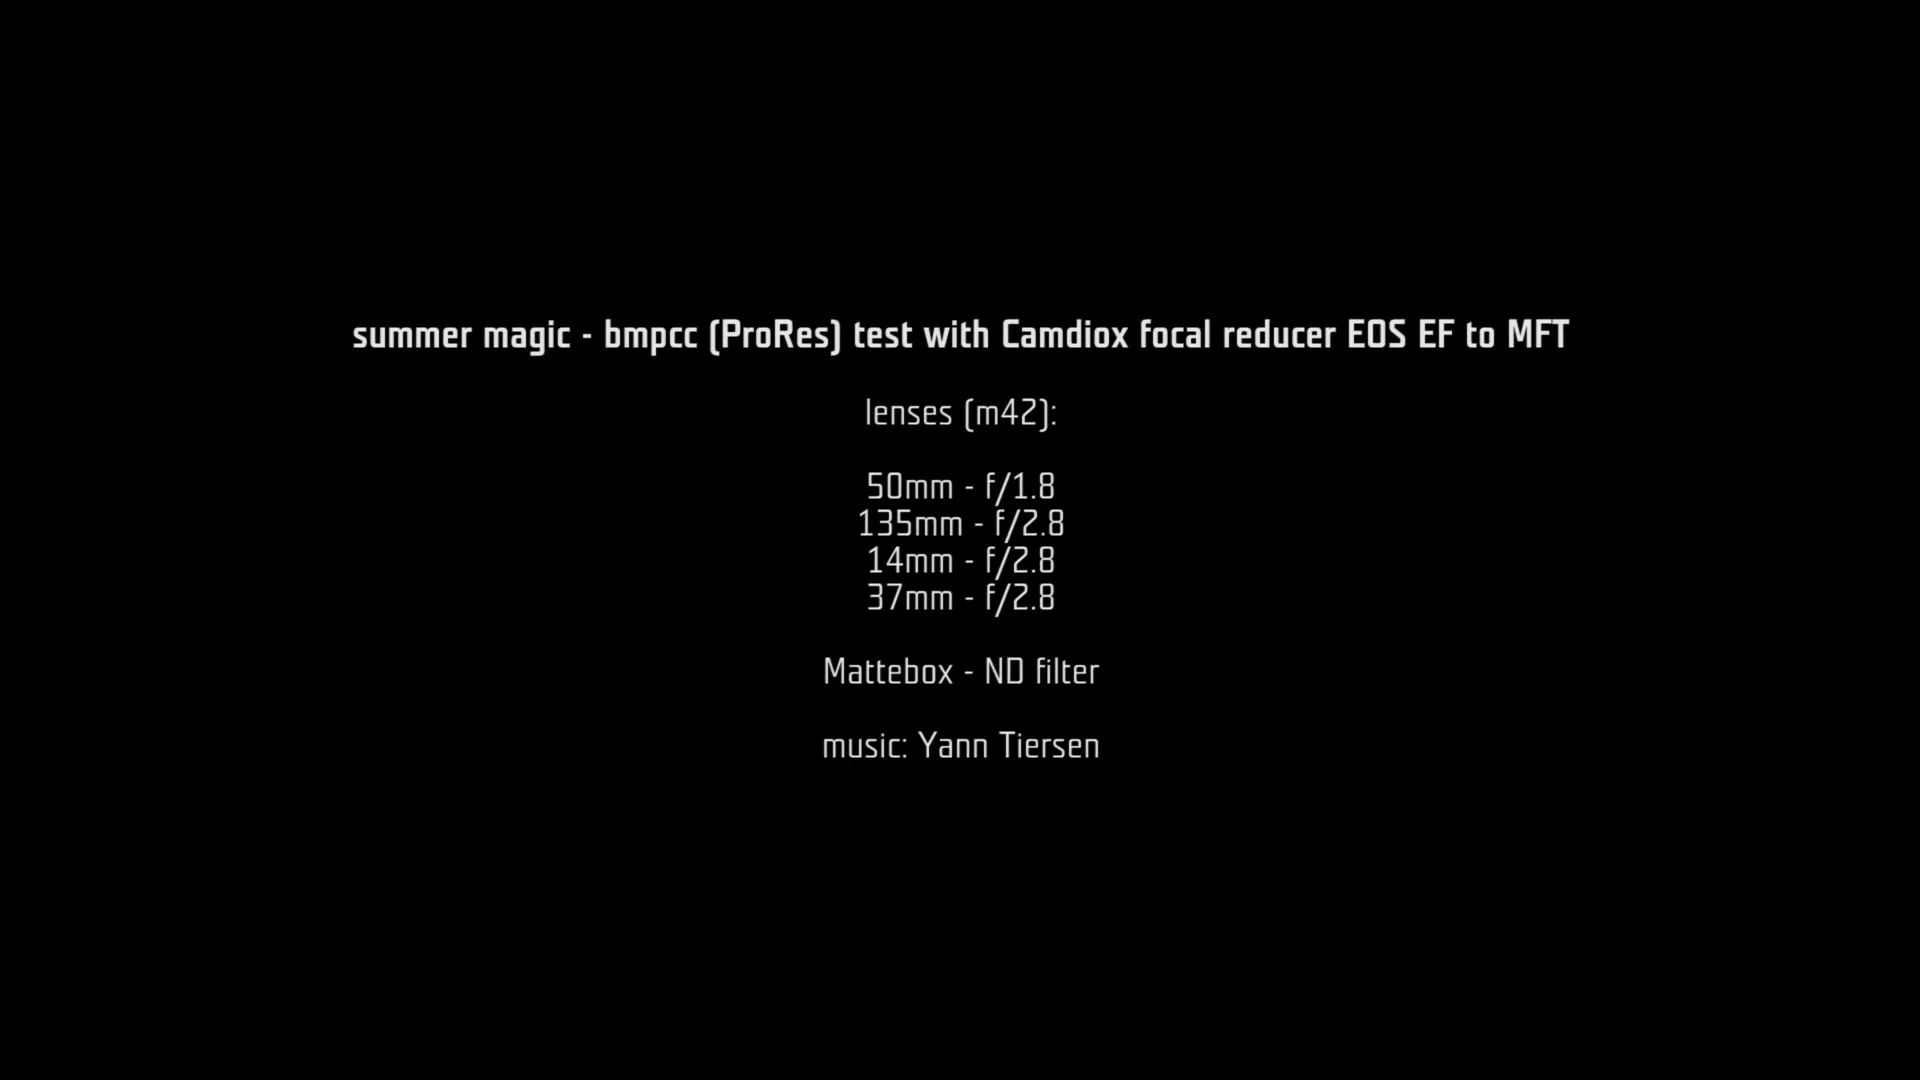 summer magic - bmpcc (ProRes) test with Camdiox focal reducer EOS EF to MFT
lenses (m42):
50mm - f/1.8
135mm - f/2.8
14mm - f/2.8
37mm - f/2.8
Mattebox - ND filter
music: Yann Tiersen